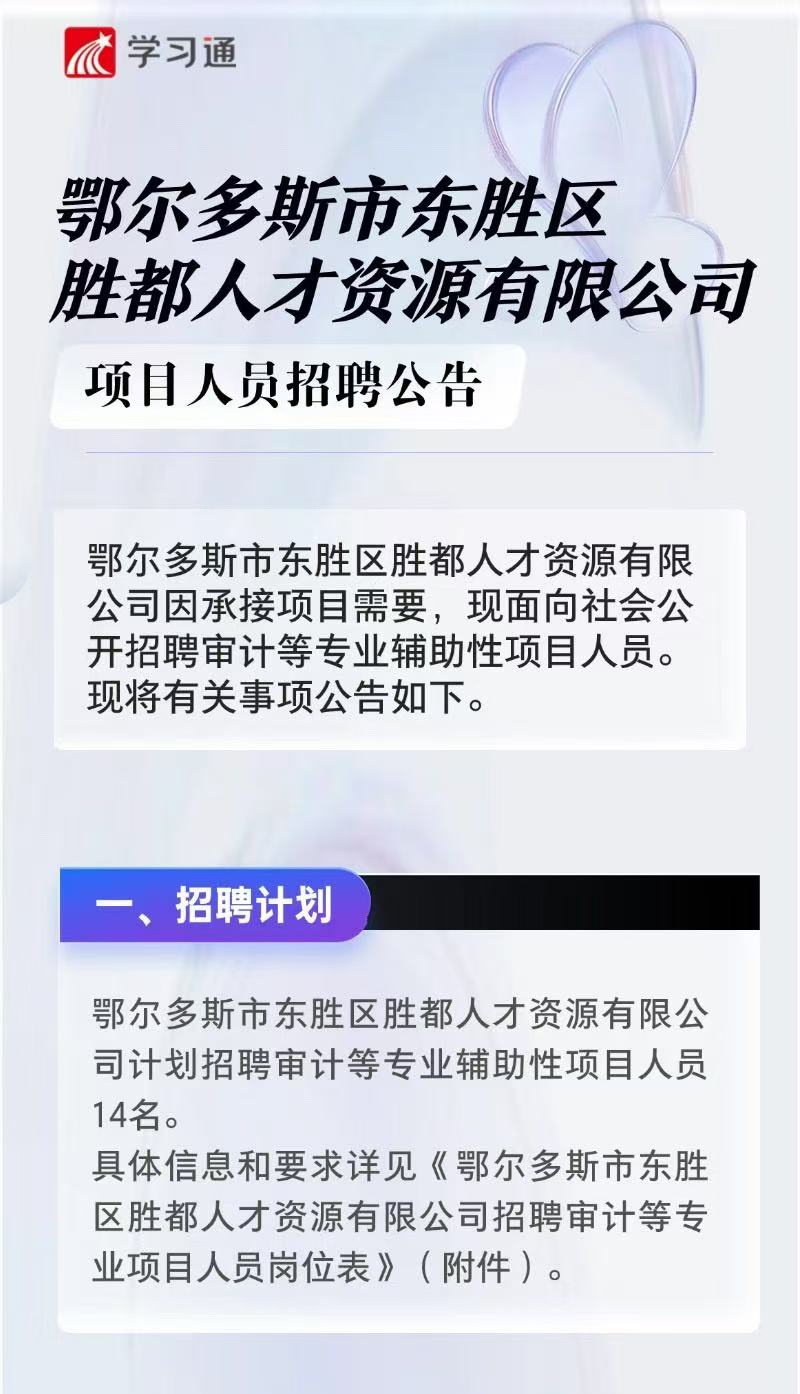 学习通
鄂尔多斯市东胜区
胜都人才资源有限公司
项目人员招聘公告
鄂尔多斯市东胜区胜都人才资源有限
公司因承接项目需要，现面向社会公
开招聘审计等专业辅助性项目人员。
现将有关事项公告如下。
一、招聘计划
鄂尔多斯市东胜区胜都人才资源有限公
司计划招聘审计等专业辅助性项目人员
14名。
具体信息和要求详见《鄂尔多斯市东胜
区胜都人才资源有限公司招聘审计等专
业项目人员岗位表》（附件）。